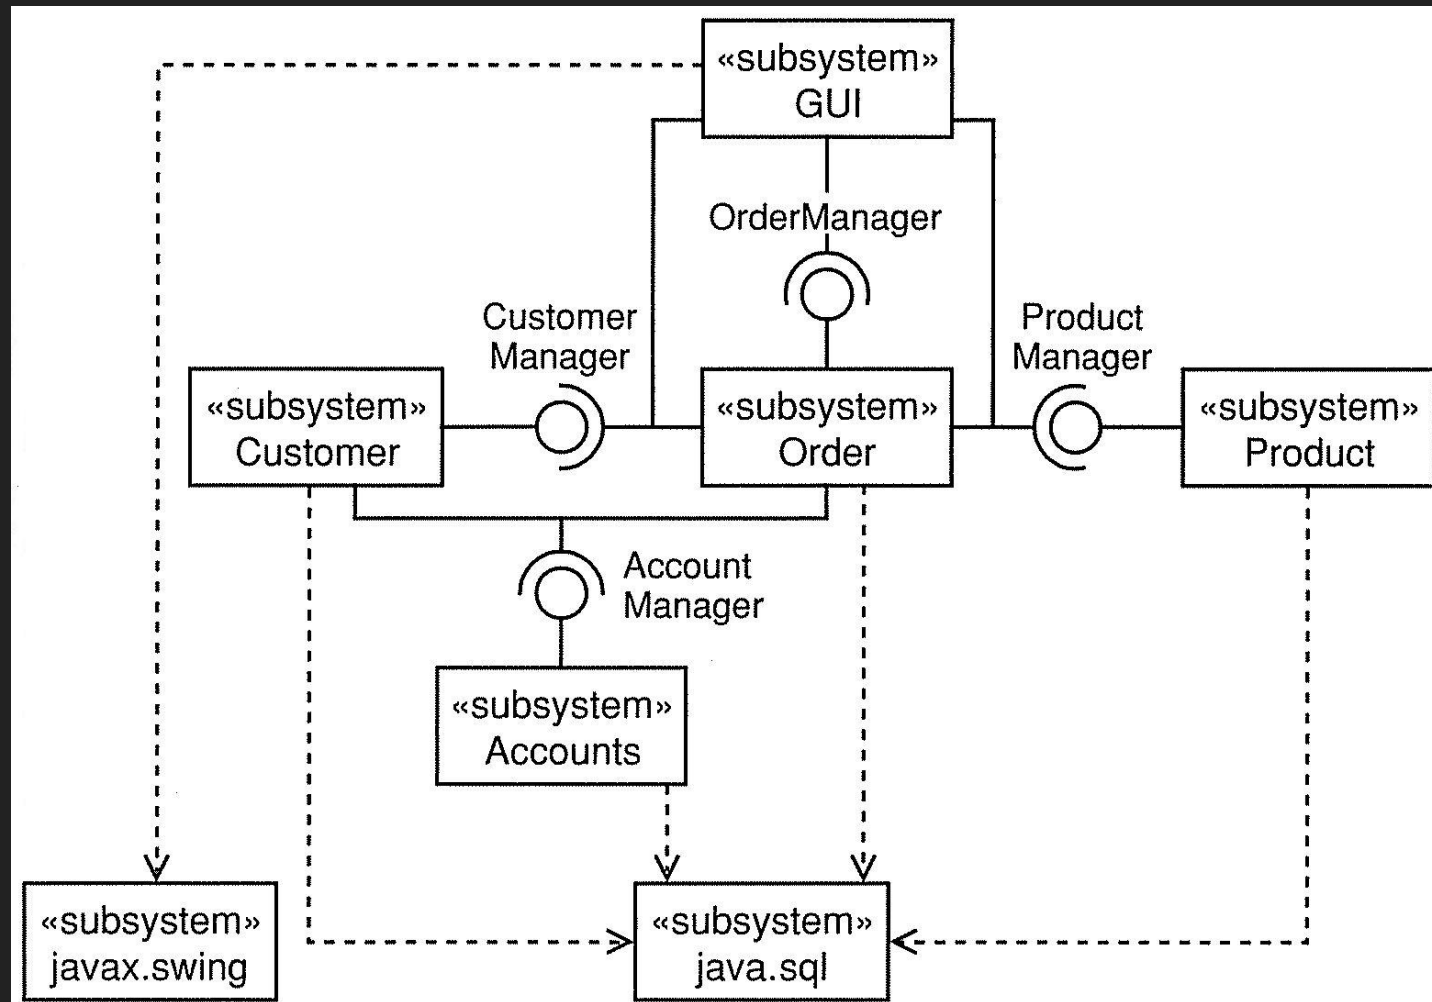 «subsystem»
GUI
OrderManager
Customer
Manager
Product
Manager
«subsystem»
Customer
«subsystem»
Order
«subsystem»
Product
Account
Manager
«subsystem»
Accounts
«subsystem»
javax.swing
«subsystem»
java.sql